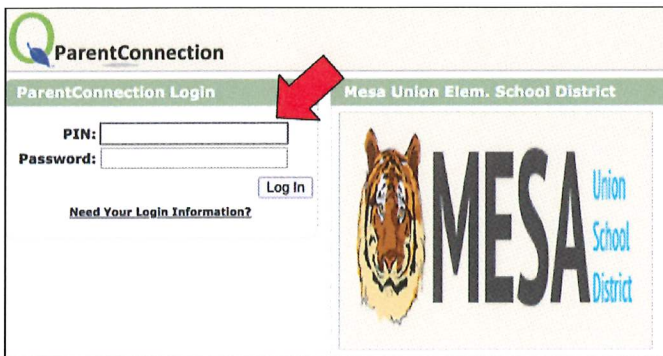 Q ParentConnection
ParentConnection Login
PIN:
Password:
Log In
Need Your Login Information?
Mesa Union Elem. School District
MESA
Union
School
District